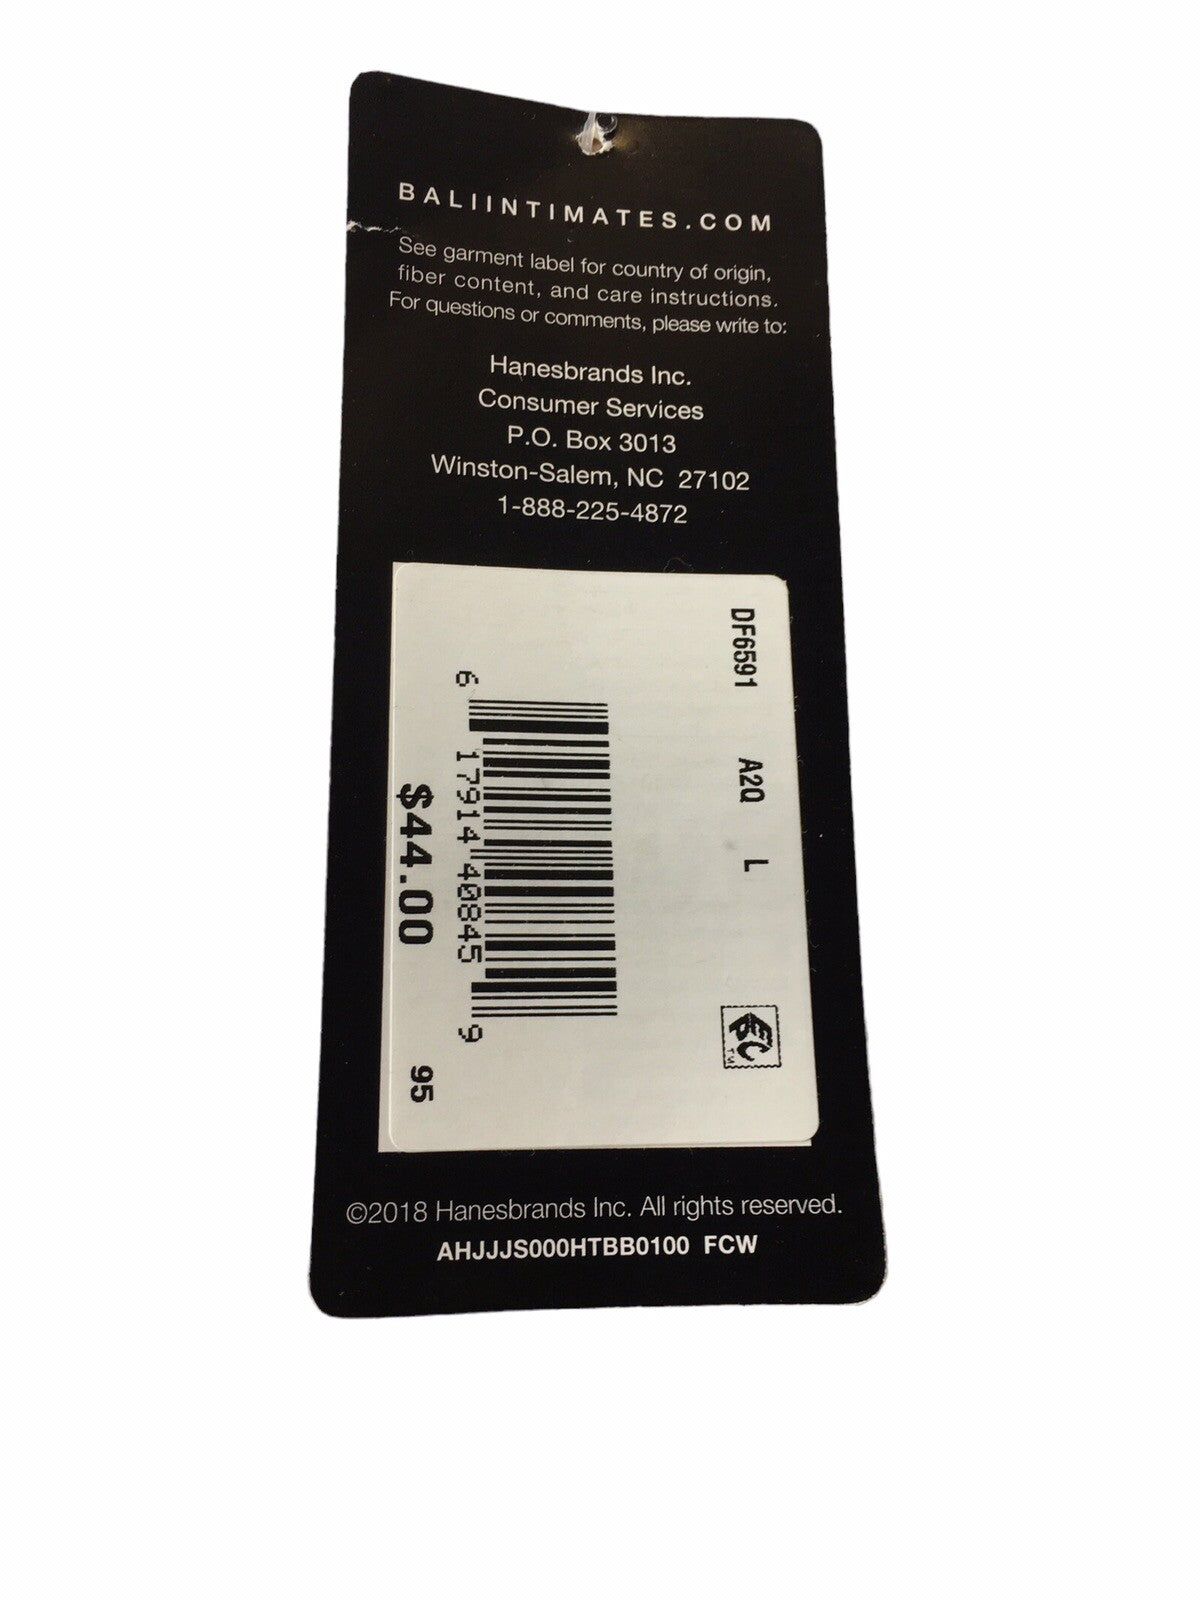 BALIINTIMATES.COM
See garment label for country of origin,
fiber content, and care instructions.
For questions or comments, please write to:
Hanesbrands Inc.
Consumer Services
P.O. Box 3013
Winston-Salem, NC 27102
1-888-225-4872
DF6591 A2Q L
6 17914 40845 9
$44.00 95
©2018 Hanesbrands Inc. All rights reserved.
AHJJJS000HTBB0100 FCW